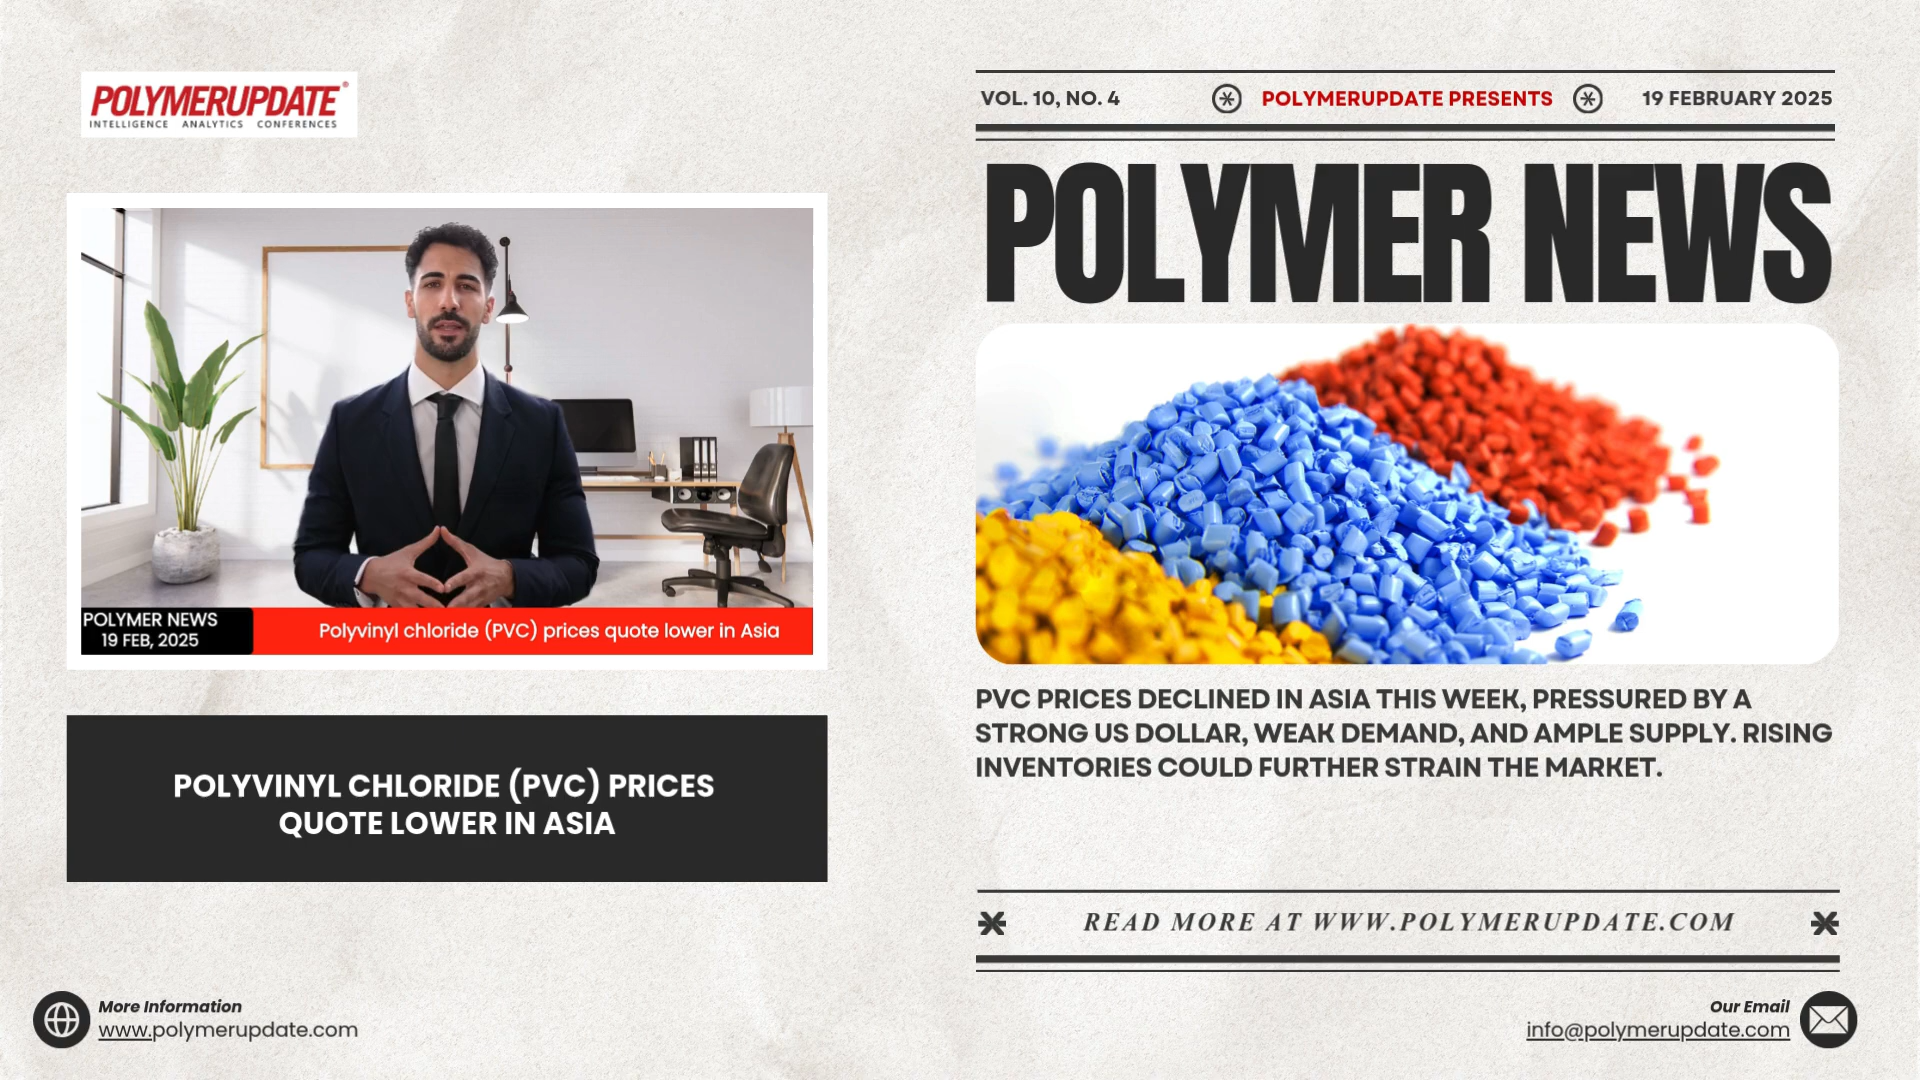 POLYMERUPDATE®
INTELLIGENCE ANALYTICS CONFERENCES
POLYMER NEWS
19 FEB, 2025
Polyvinyl chloride (PVC) prices quote lower in Asia
POLYVINYL CHLORIDE (PVC) PRICES
QUOTE LOWER IN ASIA
VOL. 10, NO. 4
POLYMERUPDATE PRESENTS
19 FEBRUARY 2025
POLYMER NEWS
PVC PRICES DECLINED IN ASIA THIS WEEK, PRESSURED BY A
STRONG US DOLLAR, WEAK DEMAND, AND AMPLE SUPPLY. RISING
INVENTORIES COULD FURTHER STRAIN THE MARKET.
READ MORE AT WWW.POLYMERUPDATE.COM
More Information
www.polymerupdate.com
Our Email
info@polymerupdate.com